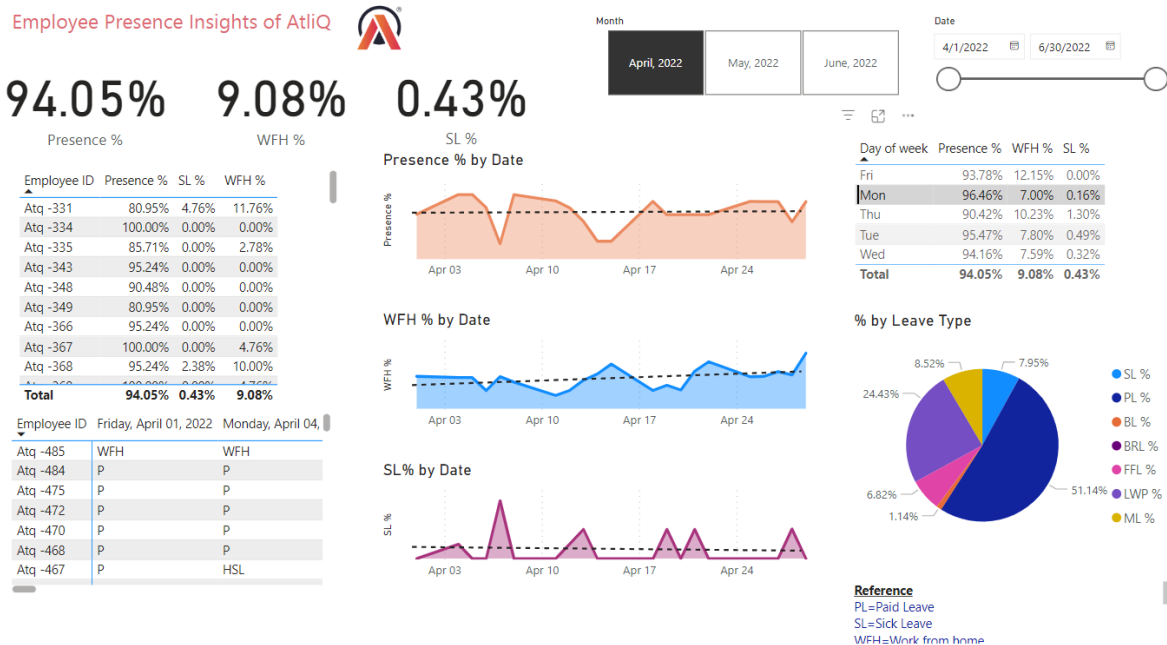 Employee Presence Insights of AtliQ
Month
April, 2022
May, 2022
June, 2022
Date
4/1/2022
6/30/2022
94.05%
Presence %
9.08%
WFH %
0.43%
SL %
Employee ID Presence % SL % WFH %
Atq -331 80.95% 4.76% 11.76%
Atq -334 100.00% 0.00% 0.00%
Atq -335 85.71% 0.00% 2.78%
Atq -343 95.24% 0.00% 0.00%
Atq -348 90.48% 0.00% 0.00%
Atq -349 80.95% 0.00% 0.00%
Atq -366 95.24% 0.00% 0.00%
Atq -367 100.00% 0.00% 4.76%
Atq -368 95.24% 2.38% 10.00%
Total 94.05% 0.43% 9.08%
Employee ID Friday, April 01, 2022 Monday, April 04,
Atq -485 WFH WFH
Atq -484 P P
Atq -475 P P
Atq -472 P P
Atq -470 P P
Atq -468 P P
Atq -467 P HSL
Presence % by Date
Presence %
Apr 03 Apr 10 Apr 17 Apr 24
WFH % by Date
WFH %
Apr 03 Apr 10 Apr 17 Apr 24
SL% by Date
SL %
Apr 03 Apr 10 Apr 17 Apr 24
Day of week Presence % WFH % SL %
Fri 93.78% 12.15% 0.00%
Mon 96.46% 7.00% 0.16%
Thu 90.42% 10.23% 1.30%
Tue 95.47% 7.80% 0.49%
Wed 94.16% 7.59% 0.32%
Total 94.05% 9.08% 0.43%
% by Leave Type
8.52%
7.95%
24.43%
6.82%
1.14%
51.14%
SL %
PL %
BL %
BRL %
FFL %
LWP %
ML %
Reference
PL=Paid Leave
SL=Sick Leave
WFH=Work from home